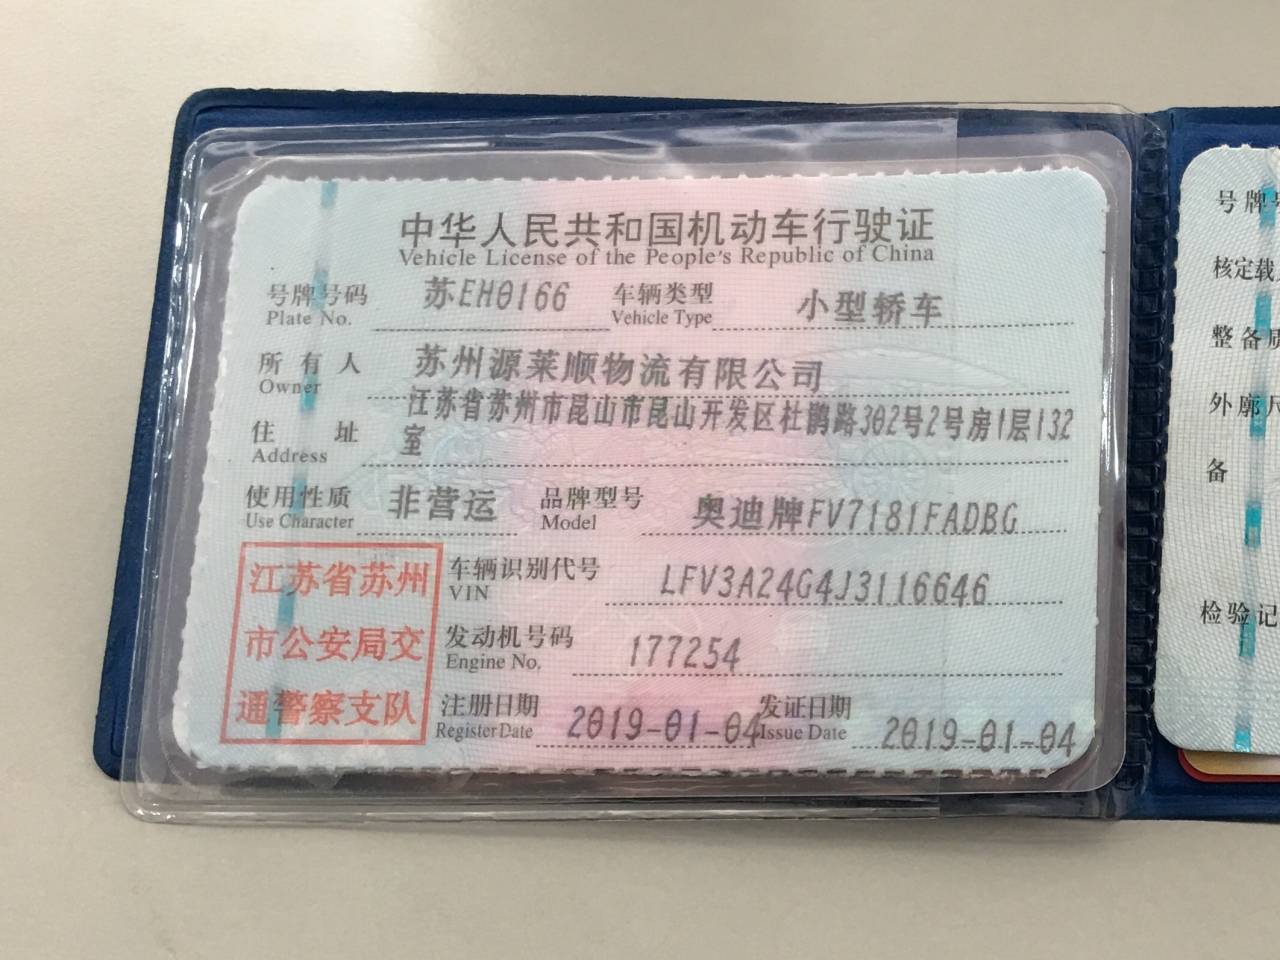 中华人民共和国机动车行驶证
Vehicle License of the People's Republic of China
号牌号码 苏EH0166 车辆类型 小型轿车
Plate No. Vehicle Type
所有人 苏州源莱顺物流有限公司
Owner
江苏省苏州市昆山市昆山开发区杜鹃路302号2号房1层132
住址 室
Address
使用性质 非营运 品牌型号 奥迪牌FV7181FADBG
Use Character Model
江苏省苏州
市公安局交
通警察支队
车辆识别代号 LFV3A24G4J3116646
VIN
发动机号码 177254
Engine No.
注册日期 2019-01-04 发证日期 2019-01-04
Register Date Issue Date
号牌号
核定载
整备质
外廓尺
备
检验记